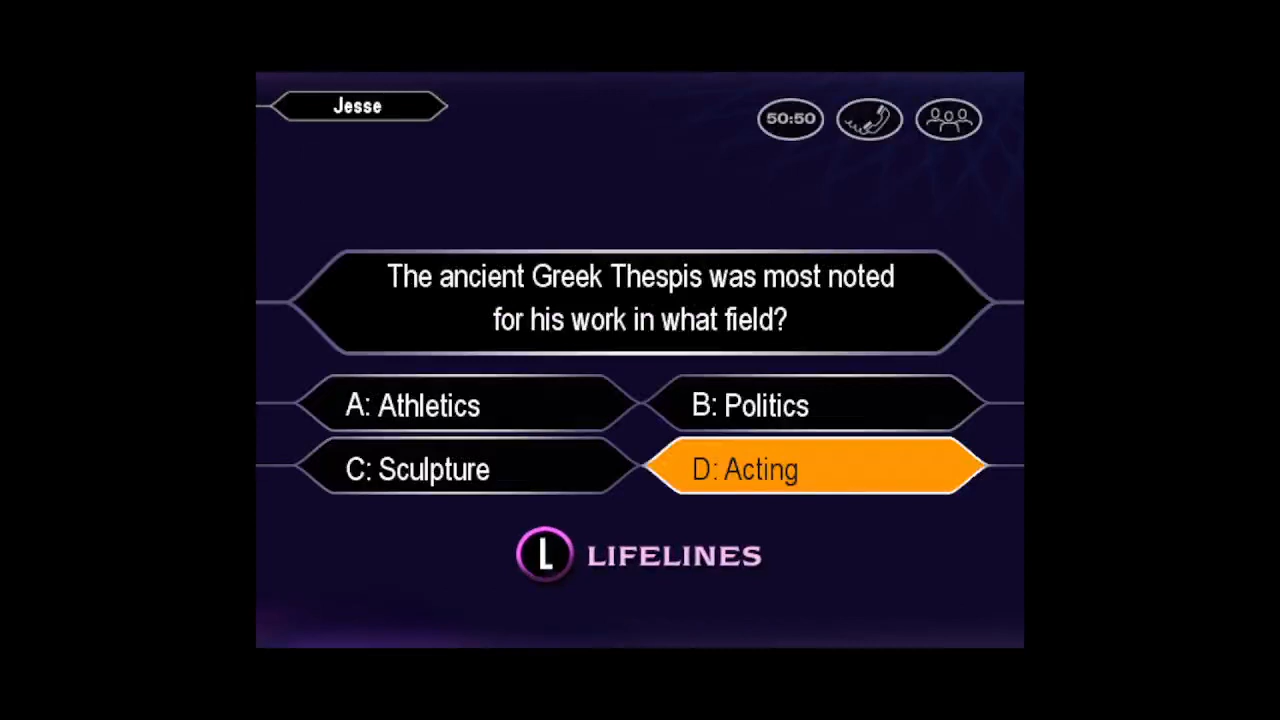 Jesse
50:50
The ancient Greek Thespis was most noted
for his work in what field?
A: Athletics
B: Politics
C: Sculpture
D: Acting
L LIFELINES